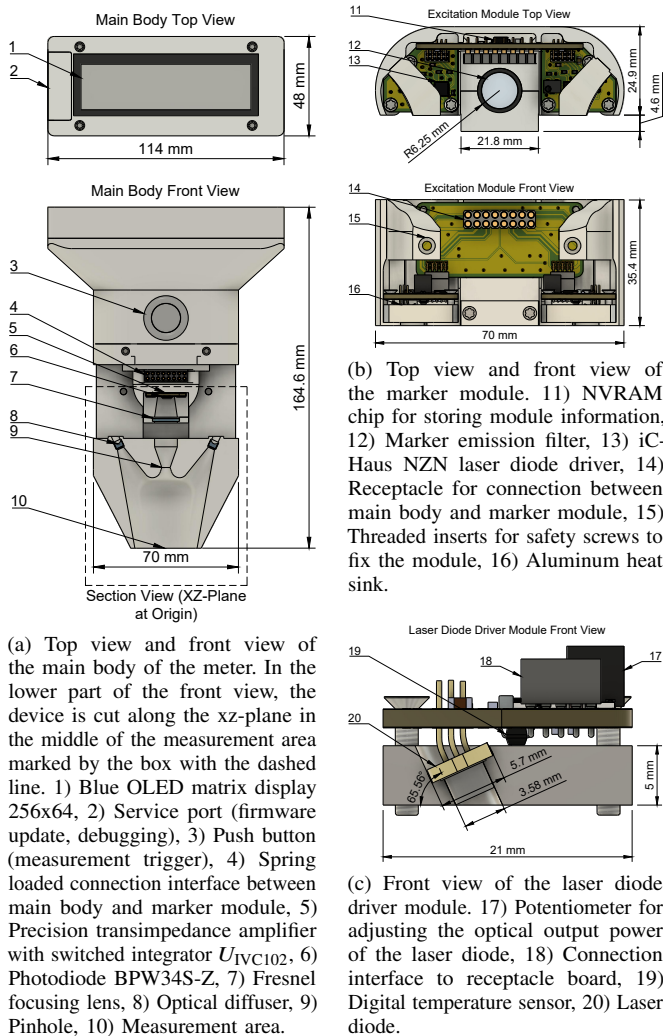 Main Body Top View
1
2
48 mm
114 mm
Main Body Front View
3
4
5
6
7
8
9
10
164.6 mm
70 mm
Section View (XZ-Plane
at Origin)
(a) Top view and front view of
the main body of the meter. In the
lower part of the front view, the
device is cut along the xz-plane in
the middle of the measurement area
marked by the box with the dashed
line. 1) Blue OLED matrix display
256x64, 2) Service port (firmware
update, debugging), 3) Push button
(measurement trigger), 4) Spring
loaded connection interface between
main body and marker module, 5)
Precision transimpedance amplifier
with switched integrator UIVC102, 6)
Photodiode BPW34S-Z, 7) Fresnel
focusing lens, 8) Optical diffuser, 9)
Pinhole, 10) Measurement area.
Excitation Module Top View
11
12
13
R6.25 mm
21.8 mm
24.9 mm
4.6 mm
Excitation Module Front View
14
15
16
35.4 mm
70 mm
(b) Top view and front view of
the marker module. 11) NVRAM
chip for storing module information,
12) Marker emission filter, 13) iC-
Haus NZN laser diode driver, 14)
Receptacle for connection between
main body and marker module, 15)
Threaded inserts for safety screws to
fix the module, 16) Aluminum heat
sink.
Laser Diode Driver Module Front View
19
18
17
20
65.56°
5.7 mm
3.58 mm
5 mm
21 mm
(c) Front view of the laser diode
driver module. 17) Potentiometer for
adjusting the optical output power
of the laser diode, 18) Connection
interface to receptacle board, 19)
Digital temperature sensor, 20) Laser
diode.